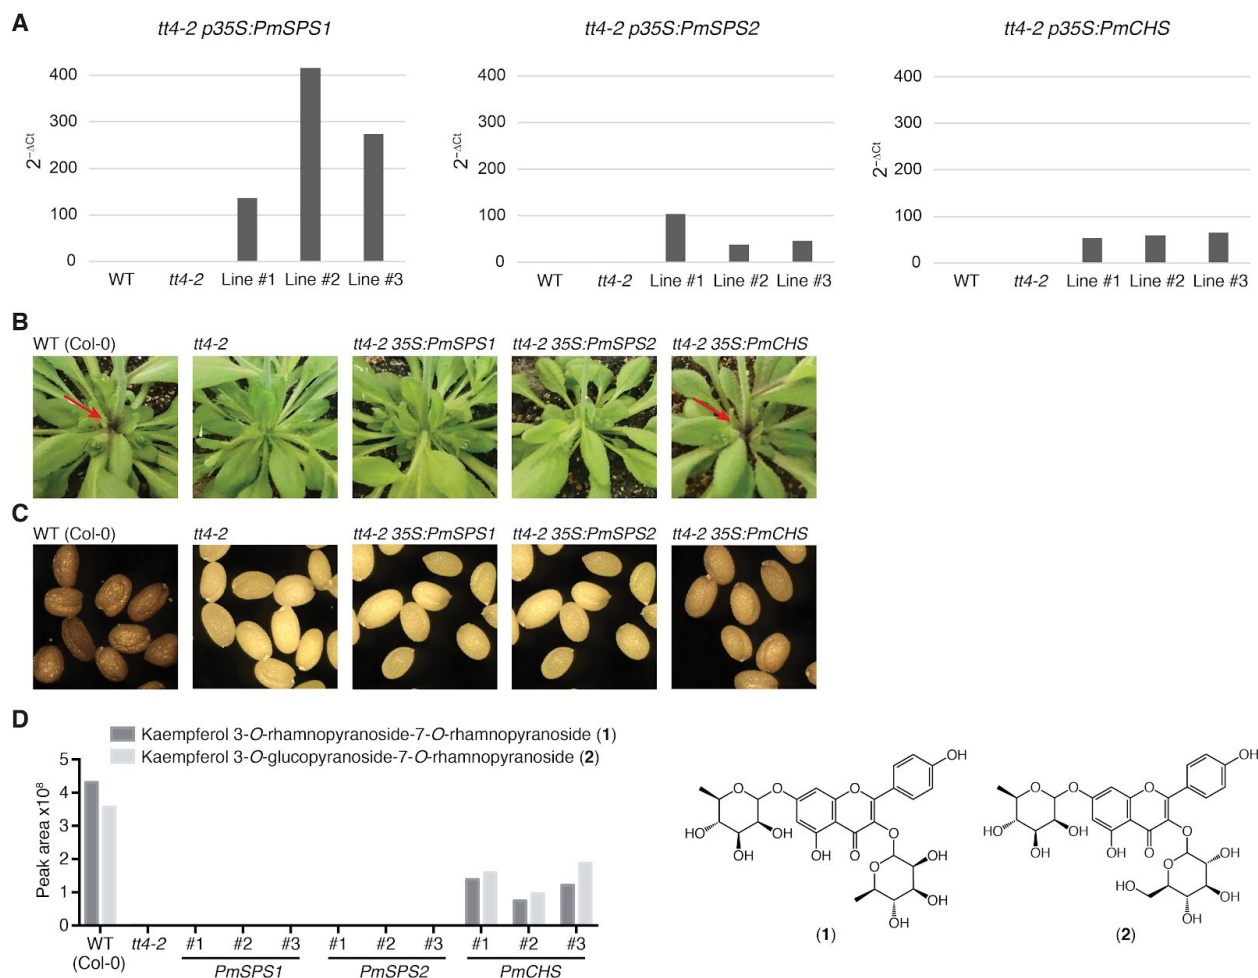 A
tt4-2 p35S:PmSPS1
tt4-2 p35S:PmSPS2
tt4-2 p35S:PmCHS
2⁻ΔCt
400
300
200
100
0
WT tt4-2 Line #1 Line #2 Line #3
2⁻ΔCt
400
300
200
100
0
WT tt4-2 Line #1 Line #2 Line #3
2⁻ΔCt
400
300
200
100
0
WT tt4-2 Line #1 Line #2 Line #3
B
WT (Col-0) tt4-2 tt4-2 35S:PmSPS1 tt4-2 35S:PmSPS2 tt4-2 35S:PmCHS
C
WT (Col-0) tt4-2 tt4-2 35S:PmSPS1 tt4-2 35S:PmSPS2 tt4-2 35S:PmCHS
D
Kaempferol 3-O-rhamnopyranoside-7-O-rhamnopyranoside (1)
Kaempferol 3-O-glucopyranoside-7-O-rhamnopyranoside (2)
Peak area x10⁸
5
4
3
2
1
0
WT tt4-2 #1 #2 #3 #1 #2 #3 #1 #2 #3
(Col-0) PmSPS1 PmSPS2 PmCHS
OH
O
O
O
HO
OH
OH
OH
O
O
O
OH
OH
OH
(1)
OH
O
O
O
HO
OH
OH
OH
O
O
O
OH
HO
OH
OH
(2)